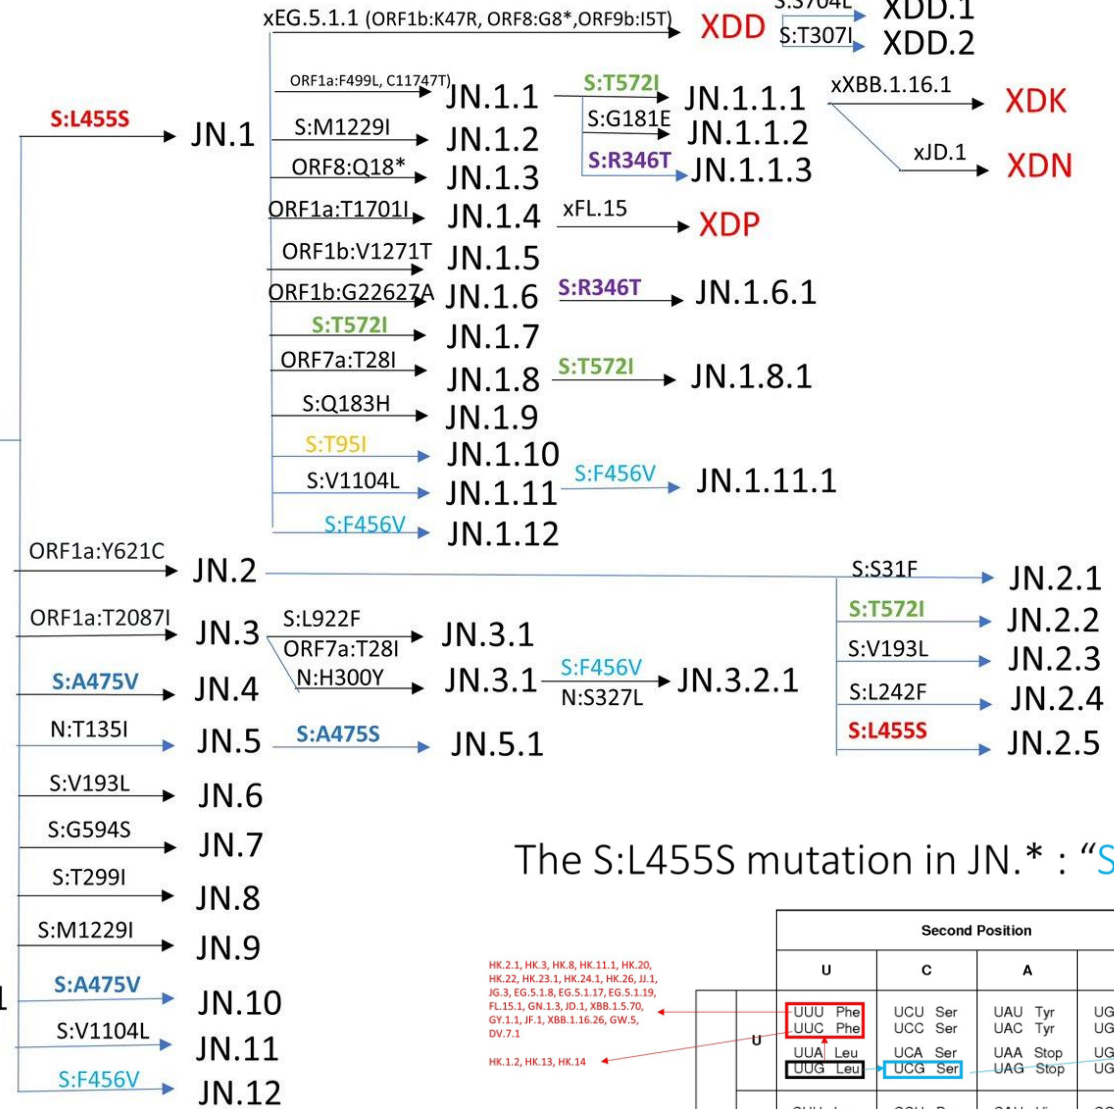 S:S704L XDD.1
xEG.5.1.1 (ORF1b:K47R, ORF8:G8*,ORF9b:I5T) XDD S:T307I XDD.2
ORF1a:F499L, C11747T) JN.1.1 S:T572I JN.1.1.1 xXBB.1.16.1 XDK
S:L455S JN.1 S:M1229I JN.1.2 S:G181E JN.1.1.2
ORF8:Q18* JN.1.3 S:R346T JN.1.1.3 xJD.1 XDN
ORF1a:T1701I JN.1.4 xFL.15 XDP
ORF1b:V1271T JN.1.5
ORF1b:G22627A JN.1.6 S:R346T JN.1.6.1
S:T572I JN.1.7
ORF7a:T28I JN.1.8 S:T572I JN.1.8.1
S:Q183H JN.1.9
S:T95I JN.1.10
S:V1104L JN.1.11 S:F456V JN.1.11.1
S:F456V JN.1.12
ORF1a:Y621C JN.2 S:S31F JN.2.1
S:T572I JN.2.2
ORF1a:T2087I JN.3 S:L922F JN.3.1
ORF7a:T28I S:V193L JN.2.3
N:H300Y JN.3.1 S:F456V JN.3.2.1
N:S327L
S:A475V JN.4 S:L242F JN.2.4
N:T135I JN.5 S:A475S JN.5.1 S:L455S JN.2.5
S:V193L JN.6
S:G594S JN.7
S:T299I JN.8
S:M1229I JN.9
1 S:A475V JN.10
S:V1104L JN.11
S:F456V JN.12
The S:L455S mutation in JN.* : “S
Second Position
U C A
HK.2.1, HK.3, HK.8, HK.11.1, HK.20,
HK.22, HK.23.1, HK.24.1, HK.26, JJ.1,
JG.3, EG.5.1.8, EG.5.1.17, EG.5.1.19,
FL.15.1, GN.1.3, JD.1, XBB.1.5.70,
GY.1.1, JF.1, XBB.1.16.26, GW.5,
DV.7.1
HK.1.2, HK.13, HK.14
U
UUU Phe UCU Ser UAU Tyr UG
UUC Phe UCC Ser UAC Tyr UG
UUA Leu UCA Ser UAA Stop UG
UUG Leu UCG Ser UAG Stop UG